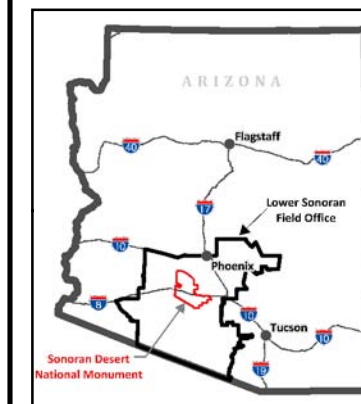 ARIZONA
Flagstaff
40
40
17
Lower Sonoran
Field Office
10
Phoenix
8
10
Tucson
10
Sonoran Desert
National Monument
19